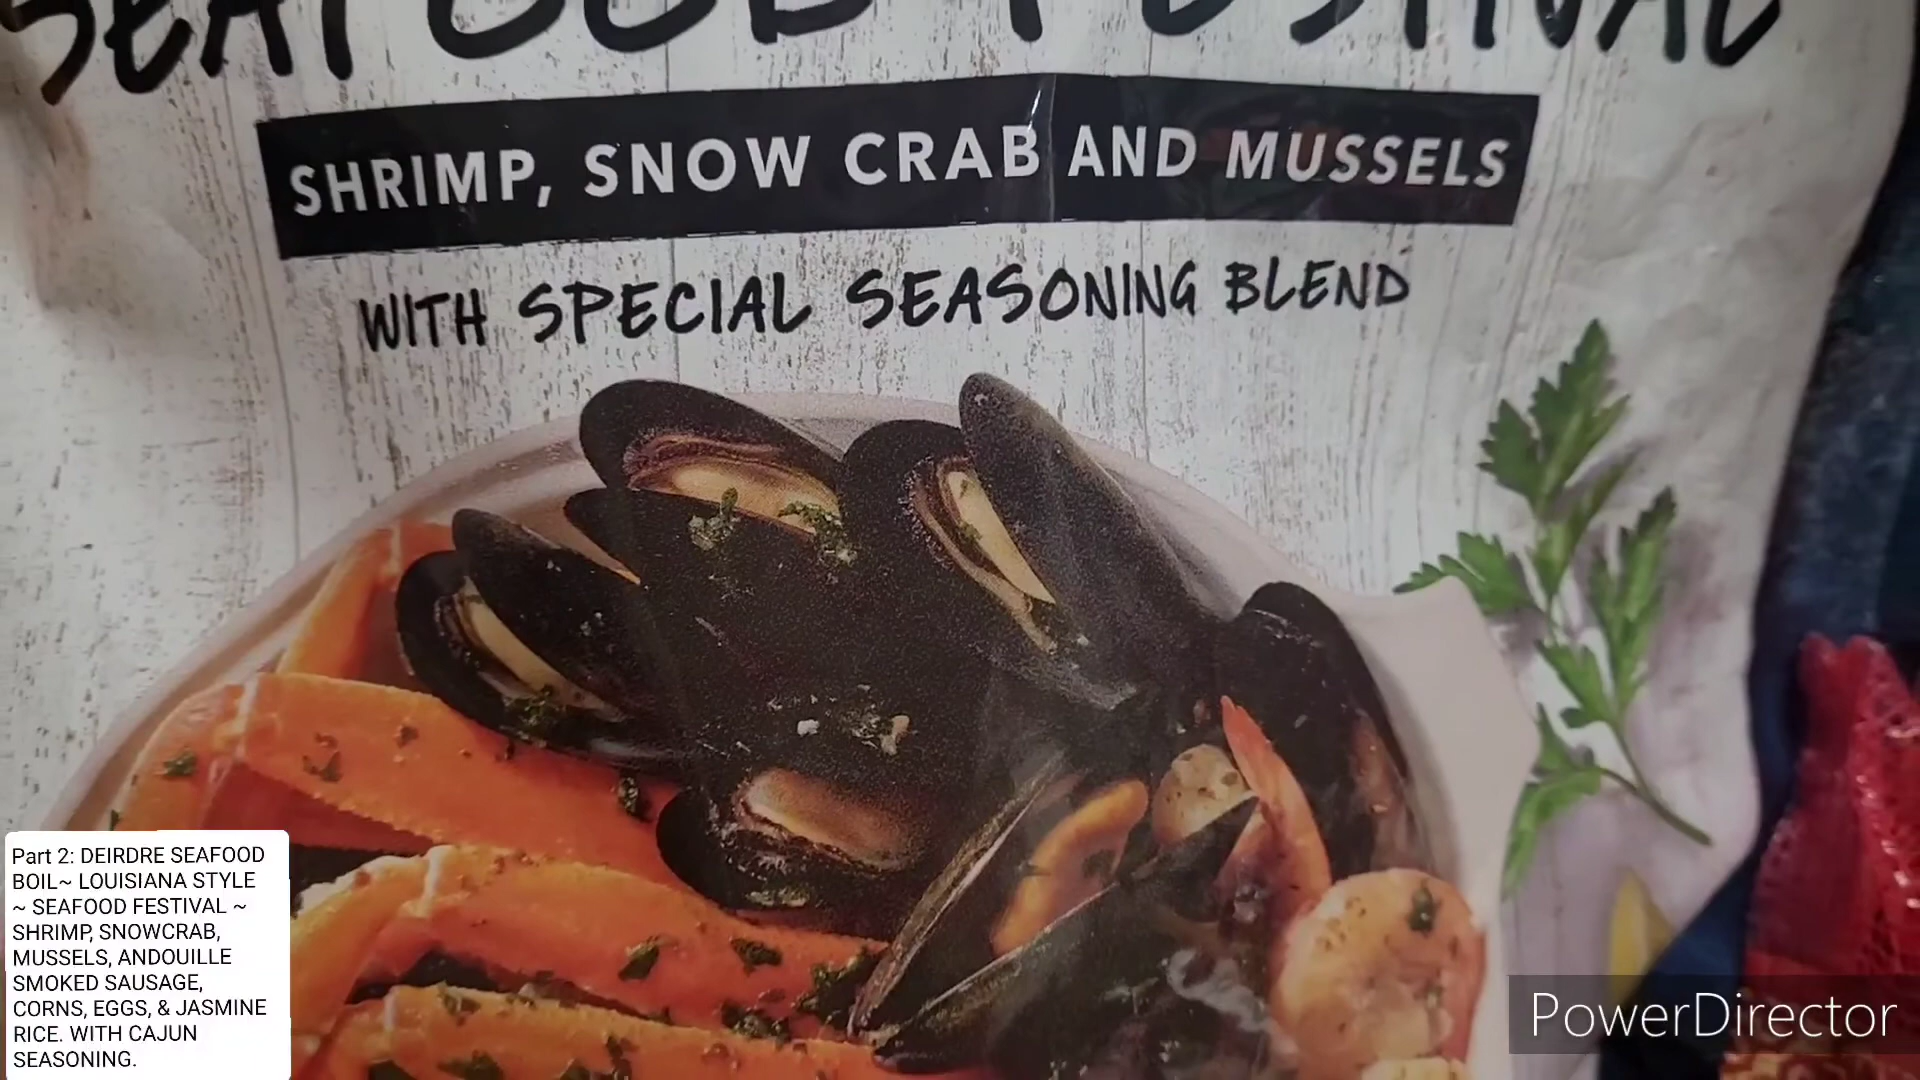 SEAFOOD FESTIVAL
SHRIMP, SNOW CRAB AND MUSSELS
WITH SPECIAL SEASONING BLEND
Part 2: DEIRDRE SEAFOOD
BOIL~ LOUISIANA STYLE
~ SEAFOOD FESTIVAL ~
SHRIMP, SNOWCRAB,
MUSSELS, ANDOUILLE
SMOKED SAUSAGE,
CORNS, EGGS, & JASMINE
RICE. WITH CAJUN
SEASONING.
PowerDirector